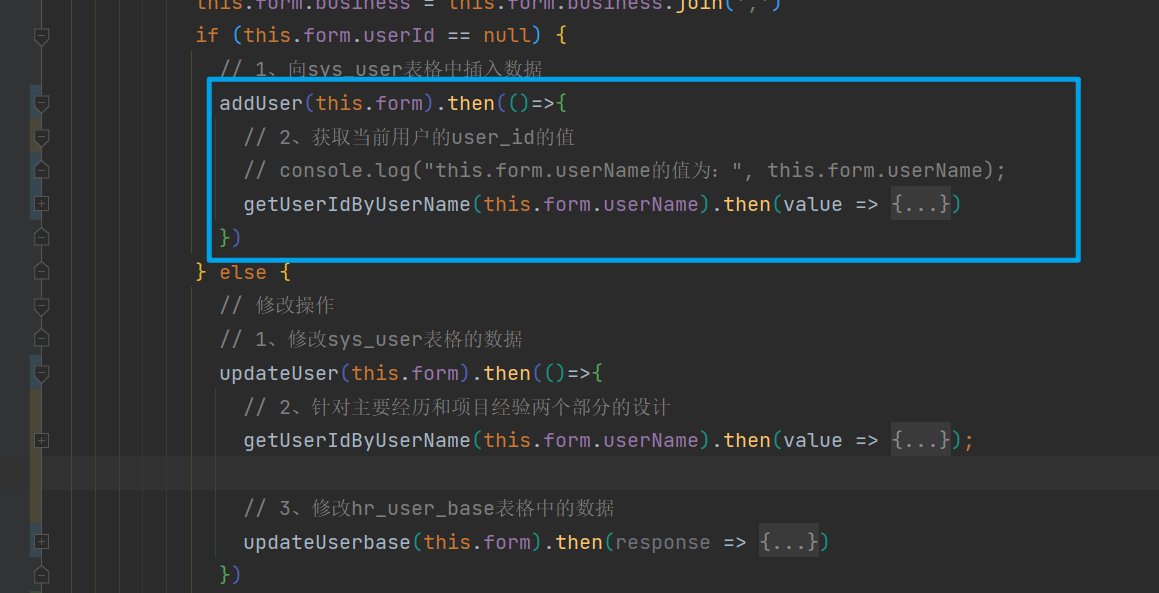 this.form.business = this.form.business.join(',')
if (this.form.userId == null) {
// 1、向sys_user表格中插入数据
addUser(this.form).then(()=>{
// 2、获取当前用户的user_id的值
// console.log("this.form.userName的值为：", this.form.userName);
getUserIdByUserName(this.form.userName).then(value => {...})
})
} else {
// 修改操作
// 1、修改sys_user表格的数据
updateUser(this.form).then(()=>{
// 2、针对主要经历和项目经验两个部分的设计
getUserIdByUserName(this.form.userName).then(value => {...});
// 3、修改hr_user_base表格中的数据
updateUserbase(this.form).then(response => {...})
})